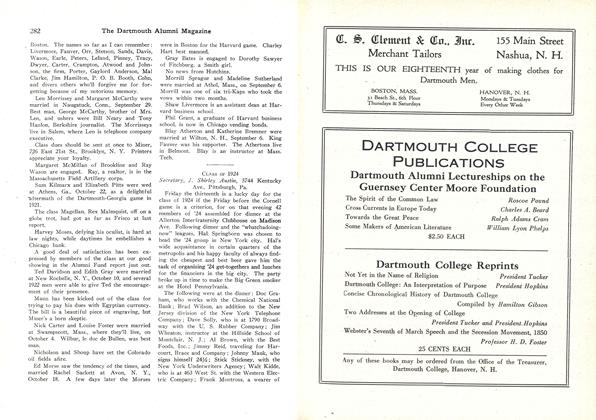 282 The Dartmouth Alumni Magazine
Boston. The names so far as I can remember:
Livermore, Fauver, Orr, Stetson, Sands, Davis,
Wason, Earle, Peters, Leland, Plenny, Tracy,
Dwyer, Carter, Crampton, Atwood and John-
son, the firm, Porter, Gaylord Anderson, Mal
Clarke, Jim Hamilton, P. O. B. Booth, Cohn,
and divers others who'll forgive me for for-
getting because of my notorious memory.
Len Morrissey and Margaret McCarthy were
married in Naugatuck, Conn., September 29.
Best man, George McCarthy, brother of Mrs.
Len, and ushers were Bill Neary and Tony
Hanlon, Berkshire journalist. The Morrisseys
live in Salem, where Len is telephone company
executive.
Class dues should be sent at once to Miner,
726 East 21st St., Brooklyn, N. Y. Printers
appreciate your loyalty.
Margaret McMillan of Brookline and Ray
Wason are engaged. Ray, a realtor, is in the
Massachusetts Field Artillery corps.
Sum Kilmarx and Elizabeth Pitts were wed
at Athens, Ga., October 22, as a delightful
aftermath of the Dartmouth-Georgia game in
1921.
The class Magellan, Rex Malmquist, off on a
globe trot, had got as far as Frisco at last
report.
Harvey Moses, defying his oculist, is hard at
law nights, while daytimes he embellishes a
Chicago bank.
A good deal of satisfaction has been ex-
pressed by members of the class at our good
showing in the Alumni Fund report just out.
Ted Davidson and Edith Gray were married
at New Rochelle, N. Y., October 10, and several
1922 men were able to give Ted the encourage-
ment of their presence.
Mann has been kicked out of the class for
trying to pay his dues with Egyptian currency.
The bill is a beautiful piece of engraving, but
Miner's a born skeptic.
Nick Carter and Louise Foster were married
at Swampscott, Mass., where they'll live, on
October 4. Wilbur, le duc de Bullen, was best
man.
Nicholson and Shoop have set the Colorado
oil fields afire.
Ed Morse saw the tendency of the times, and
married Rachel Sackett at Avon, N. Y.,
October 18. A few days later the Morses
were in Boston for the Harvard game. Charley
Hart best manned.
Gray Bates is engaged to Dorothy Sawyer
of Fitchburg, a Smith girl.
No news from Hutchins.
Morrill Sprague and Madeline Sutherland
were married at Athol, Mass., on September 6.
Morrill was one of six tri-Kaps who took the
vows within two months.
Shaw Livermore is an assistant dean at Har-
vard business school.
Phil Grant, a graduate of Harvard business
school, is now in Chicago vending bonds.
Blay Atherton and Katherine Bremner were
married at Wilton, N. H., September 6. King
Fauver was his supporter. The Athertons live
in Belmont. Blay is an instructor at Mass.
Tech.
CLASS OF 1924
Secretary, J. Shirley Austin, 5744 Kentucky
Ave., Pittsburgh, Pa.
Friday the thirteenth is a lucky day for the
class of 1924 if the Friday before the Cornell
game is a criterion, for on that evening 42
members of '24 assembled for dinner at the
Allerton Interfraternity Clubhouse on Madison
Ave. Following dinner and the "whatchadoing-
now" leagues, Hal Springborn was chosen to
head the '24 group in New York city. Hal's
wide acquaintance in certain quarters of the
metropolis and his happy faculty of always find-
ing the cheapest and best beer gave him the
task of organizing '24 get-togethers and lunches
for the financiers in the big city. The party
broke up in time to make the Big Green smoker
at the Hotel Pennsylvania.
The following were at the dinner: Doc Gra-
ham, who works with the Chemical National
Bank; Brad Wilson, an addition to the New
Jersey division of the New York Telephone
Company; Dave Solly, who is at 1790 Broad-
way with the U. S. Rubber Company; Jim
Wheaton, instructor at the Hillside School of
Montclair, N. J.; Al Brown, with the Best
Foods, Inc.; Jimmy Reid, traveling for Har-
court, Brace and Company; Johnny Mauk, who
signs himself 24½; Stick Stickney, with the
New York Underwriters Agency; Walt Kidde,
who is at 463 West St. with the Western Elec-
tric Company; Frank Montross, a wearer of
C. S. Clement & Co., Inc.
Merchant Tailors
155 Main Street
Nashua, N. H.
THIS IS OUR EIGHTEENTH year of making clothes for
Dartmouth Men.
BOSTON, MASS.
51 Beach St., 6th Floor
Thursdays & Saturdays
HANOVER, N. H.
Mondays & Tuesdays
Every Other Week
DARTMOUTH COLLEGE
PUBLICATIONS
Dartmouth Alumni Lectureships on the
Guernsey Center Moore Foundation
The Spirit of the Common Law Roscoe Pound
Cross Currents in Europe Today Charles A. Beard
Towards the Great Peace Ralph Adams Cram
Some Makers of American Literature William Lyon Phelps
$2.50 EACH
Dartmouth College Reprints
Not Yet in the Name of Religion President Tucker
Dartmouth College: An Interpretation of Purpose President Hopkins
Concise Chronological History of Dartmouth College
Compiled by Hamilton Gibson
Two Addresses at the Opening of College
President Tucker and President Hopkins
Webster's Seventh of March Speech and the Secession Movement, 1850
Professor H. D. Foster
25 CENTS EACH
Any of these books may be ordered from the Office of the Treasurer,
Dartmouth College, Hanover, N. H.